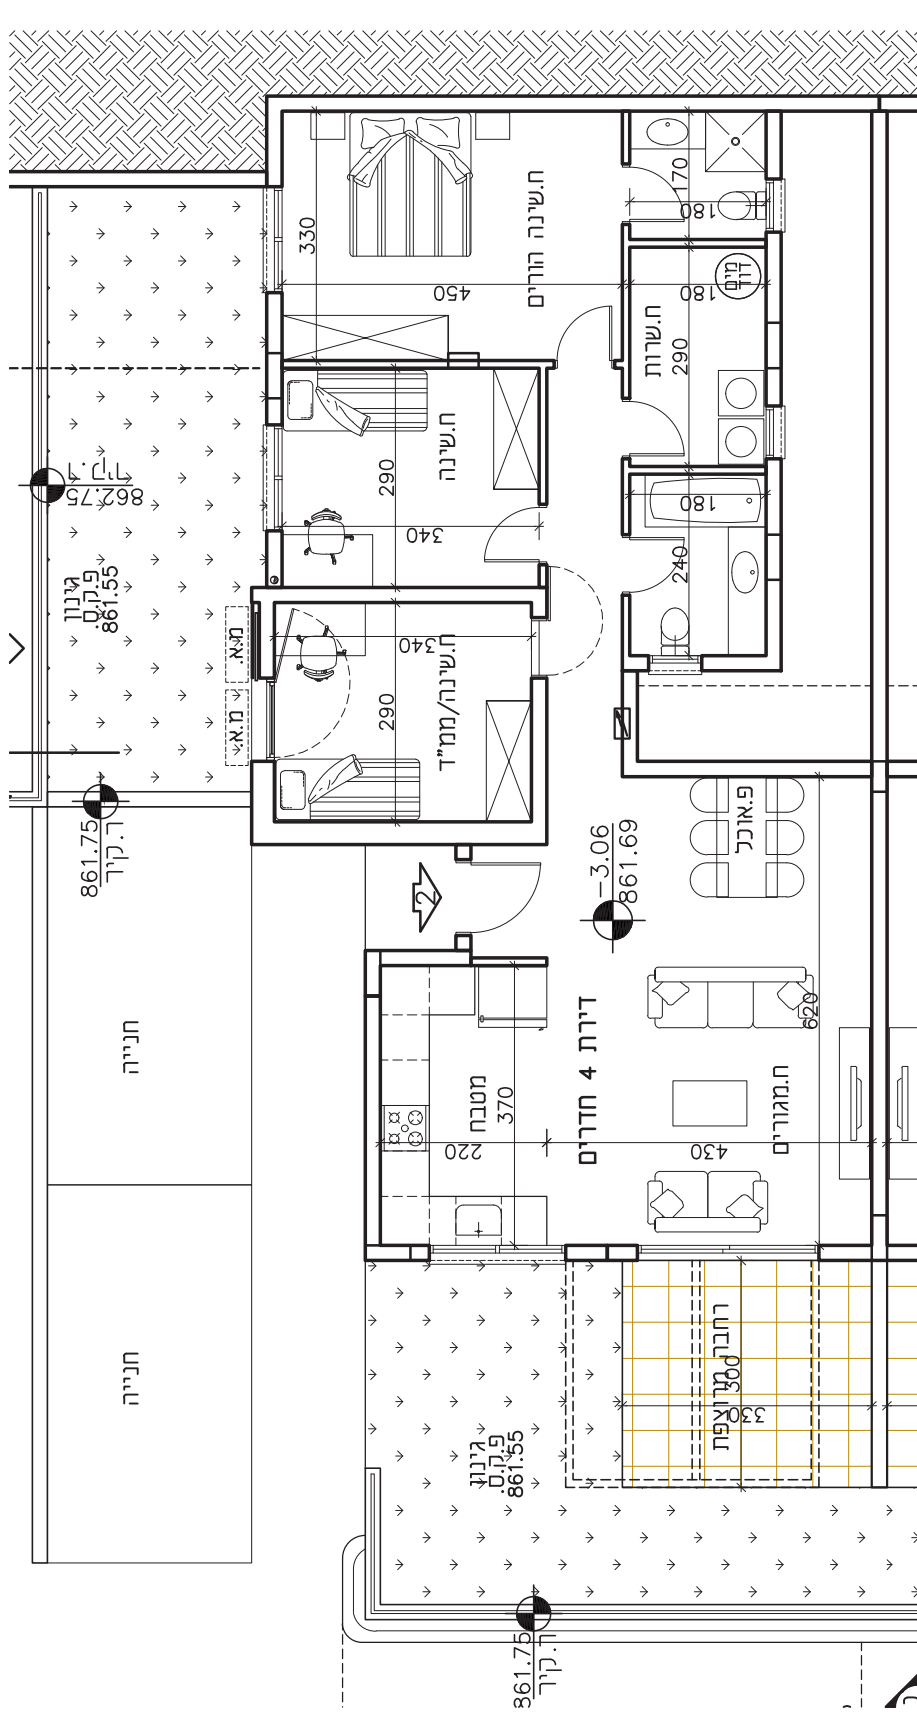 170
180
330
ח.שינה הורים
450
180
דוד
מים
ח.שרות
290
ח.שינה
290
340
180
240
ר.קיר
862.75
גינון
פ.ק.ס.
861.55
מ.א.
מ.א.
340
ח.שינה/ממ"ד
290
861.75
ר.קיר
2
פ.אוכל
-3.06
861.69
620
חנייה
דירת 4 חדרים
מטבח
370
220
ח.מגורים
430
חנייה
רחבה מרוצפת
300
330
גינון
פ.ק.ס.
861.55
861.75
ר.קיר